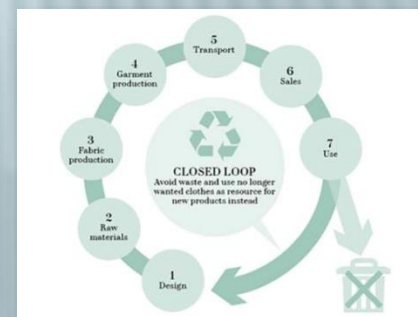 5
Transport
4
Garment
production
6
Sales
3
Fabric
production
7
Use
CLOSED LOOP
Avoid waste and use no longer
wanted clothes as resource for
new products instead
2
Raw
materials
1
Design